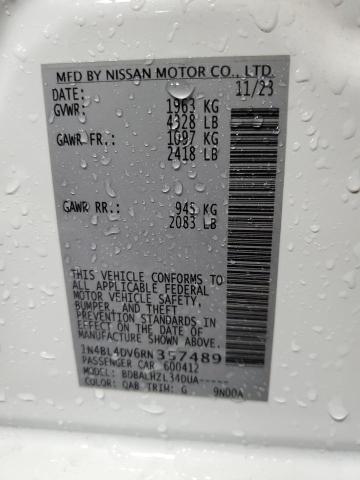 MFD BY NISSAN MOTOR CO., LTD.
DATE: 11/23
GVWR: 1963 KG
4328 LB
GAWR FR.: 1097 KG
2418 LB
GAWR RR.: 945 KG
2083 LB
THIS VEHICLE CONFORMS TO
ALL APPLICABLE FEDERAL
MOTOR VEHICLE SAFETY,
BUMPER, AND THEFT
PREVENTION STANDARDS IN
EFFECT ON THE DATE OF
MANUFACTURE SHOWN ABOVE.
1N4BL4DV6RN357489
PASSENGER CAR 600412
MODEL: BDBALHZL34DUA-----
COLOR: QAB TRIM: G 9N00A